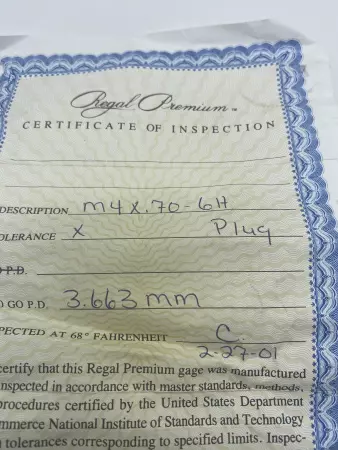 Regal Premium™
CERTIFICATE OF INSPECTION
DESCRIPTION M4X.70-6H
OLERANCE X Plug
P.D.
GO P.D. 3.663 mm
PECTED AT 68° FAHRENHEIT C.
2-27-01
certify that this Regal Premium gage was manufactured
inspected in accordance with master standards, methods,
procedures certified by the United States Department
mmerce National Institute of Standards and Technology
tolerances corresponding to specified limits. Inspec-